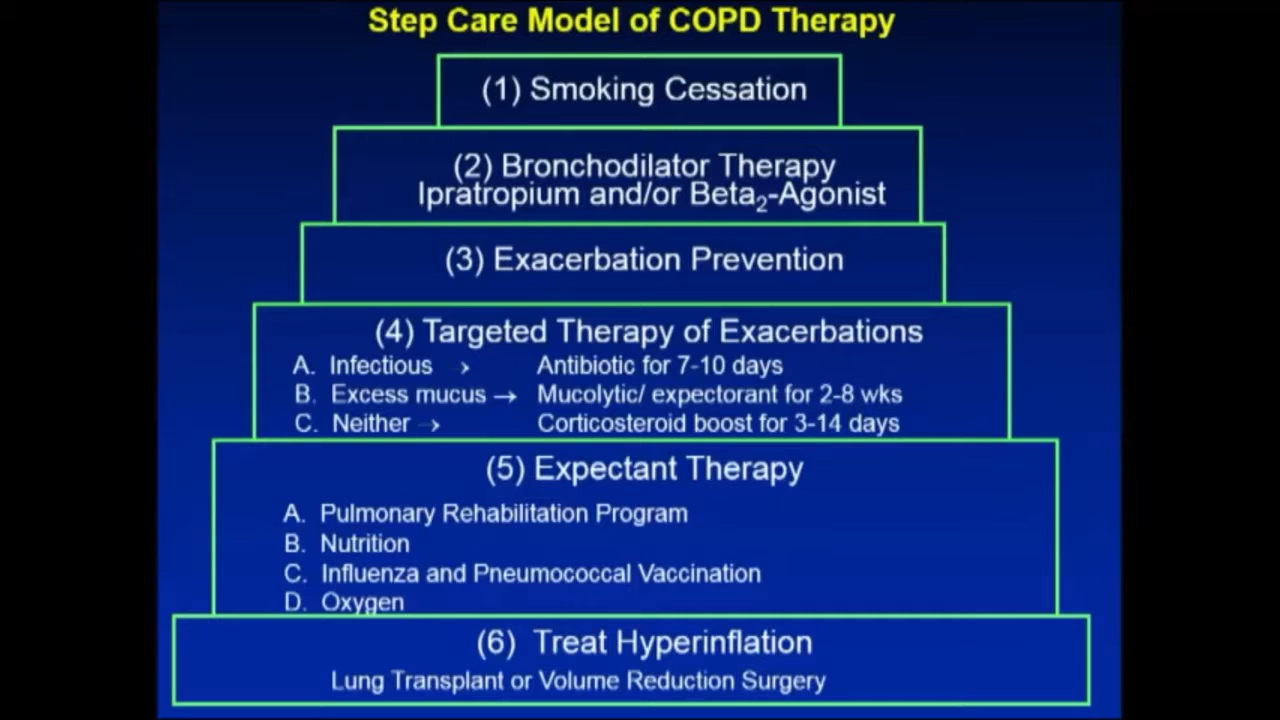 Step Care Model of COPD Therapy
(1) Smoking Cessation
(2) Bronchodilator Therapy
Ipratropium and/or Beta₂-Agonist
(3) Exacerbation Prevention
(4) Targeted Therapy of Exacerbations
A. Infectious → Antibiotic for 7-10 days
B. Excess mucus → Mucolytic/ expectorant for 2-8 wks
C. Neither → Corticosteroid boost for 3-14 days
(5) Expectant Therapy
A. Pulmonary Rehabilitation Program
B. Nutrition
C. Influenza and Pneumococcal Vaccination
D. Oxygen
(6) Treat Hyperinflation
Lung Transplant or Volume Reduction Surgery